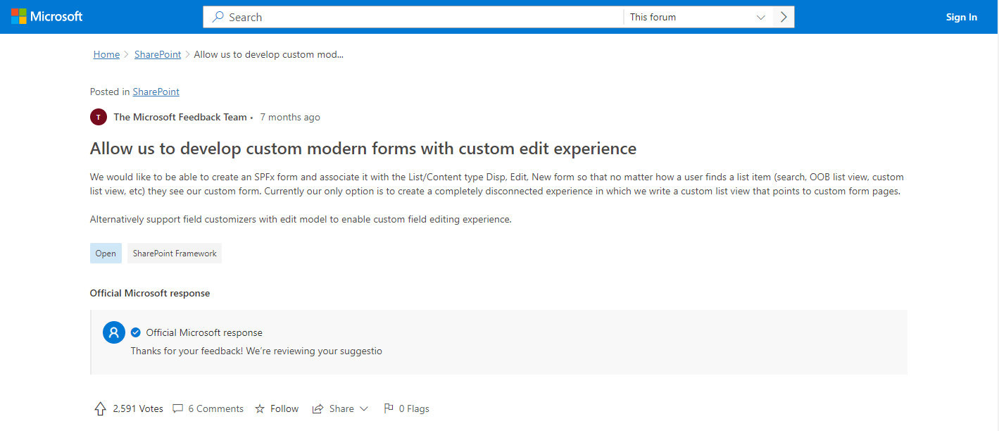 Microsoft
Search
This forum
Sign In
Home > SharePoint > Allow us to develop custom mod...
Posted in SharePoint
T The Microsoft Feedback Team • 7 months ago
Allow us to develop custom modern forms with custom edit experience
We would like to be able to create an SPFx form and associate it with the List/Content type Disp, Edit, New form so that no matter how a user finds a list item (search, OOB list view, custom
list view, etc) they see our custom form. Currently our only option is to create a completely disconnected experience in which we write a custom list view that points to custom form pages.
Alternatively support field customizers with edit model to enable custom field editing experience.
Open SharePoint Framework
Official Microsoft response
Official Microsoft response
Thanks for your feedback! We’re reviewing your suggestio
2,591 Votes 6 Comments Follow Share 0 Flags